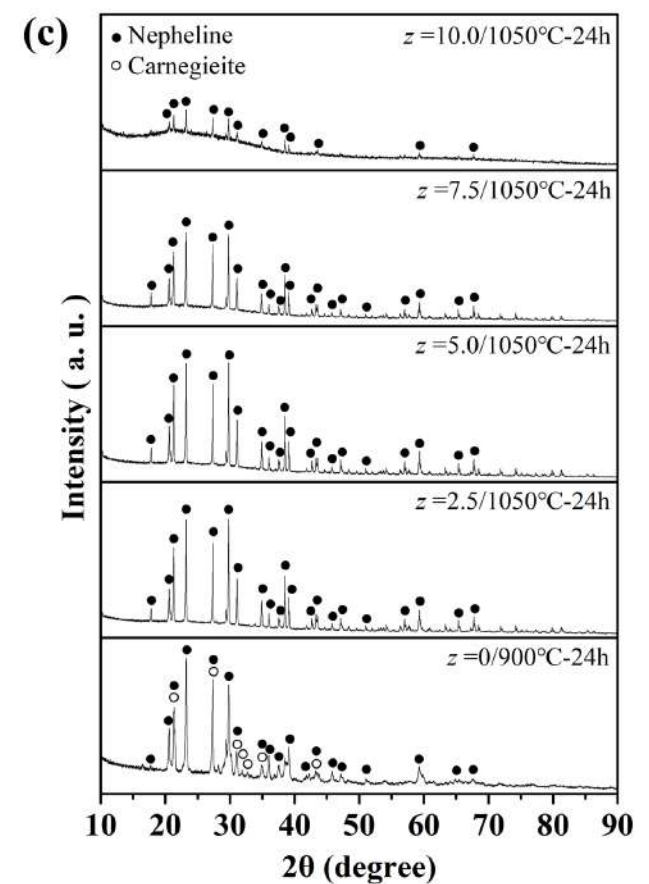 (c)
● Nepheline
○ Carnegieite
z =10.0/1050°C-24h
z =7.5/1050°C-24h
z =5.0/1050°C-24h
z =2.5/1050°C-24h
z =0/900°C-24h
Intensity ( a. u. )
10 20 30 40 50 60 70 80 90
2θ (degree)